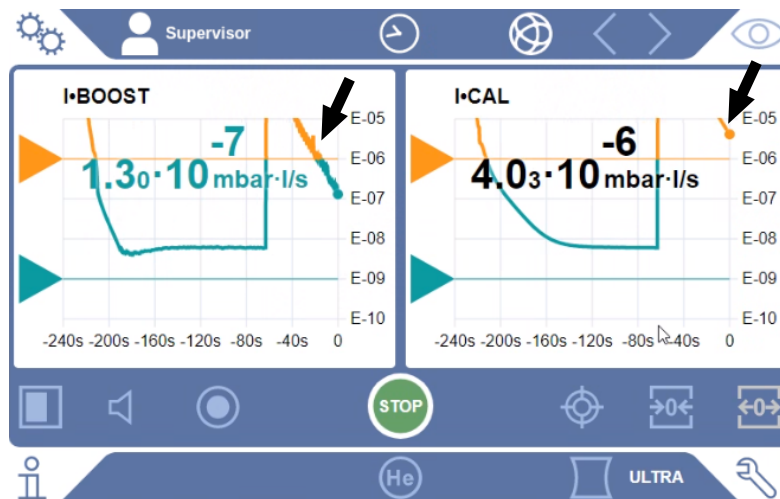 Supervisor
I•BOOST
1.30·10-7 mbar·l/s
E-05
E-06
E-07
E-08
E-09
E-10
-240s -200s -160s -120s -80s -40s 0
I•CAL
4.03·10-6 mbar·l/s
E-05
E-06
E-07
E-08
E-09
E-10
-240s -200s -160s -120s -80s -40s 0
STOP
→0←
←0→
He
ULTRA